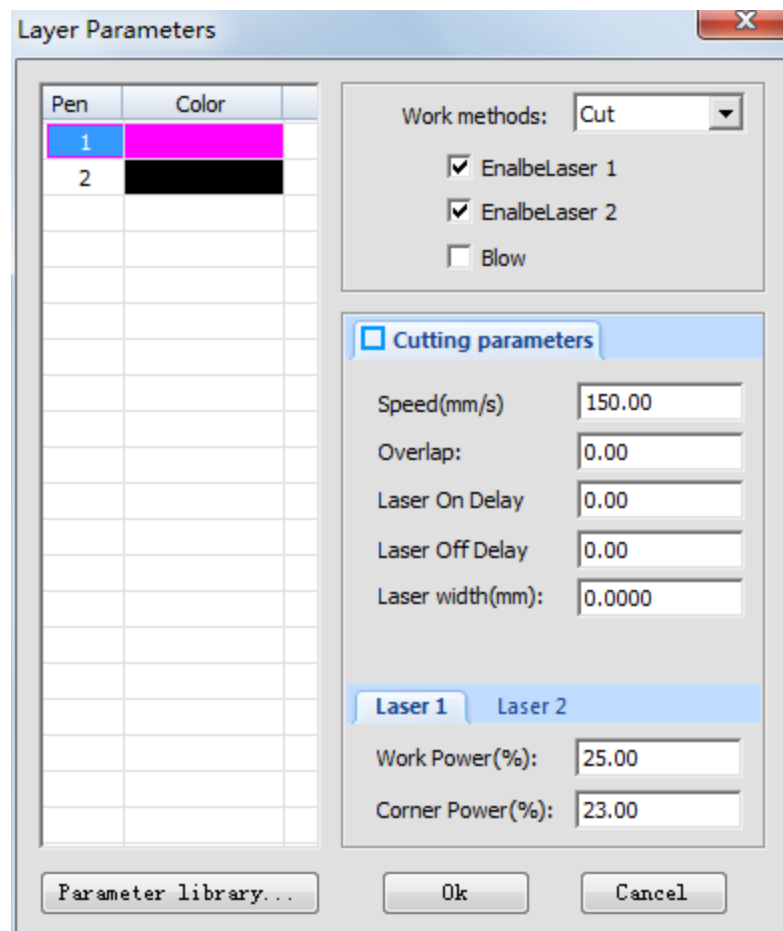 Layer Parameters
Pen Color
1
2
Work methods: Cut
EnalbeLaser 1
EnalbeLaser 2
Blow
Cutting parameters
Speed(mm/s) 150.00
Overlap: 0.00
Laser On Delay 0.00
Laser Off Delay 0.00
Laser width(mm): 0.0000
Laser 1 Laser 2
Work Power(%): 25.00
Corner Power(%): 23.00
Parameter library... Ok Cancel